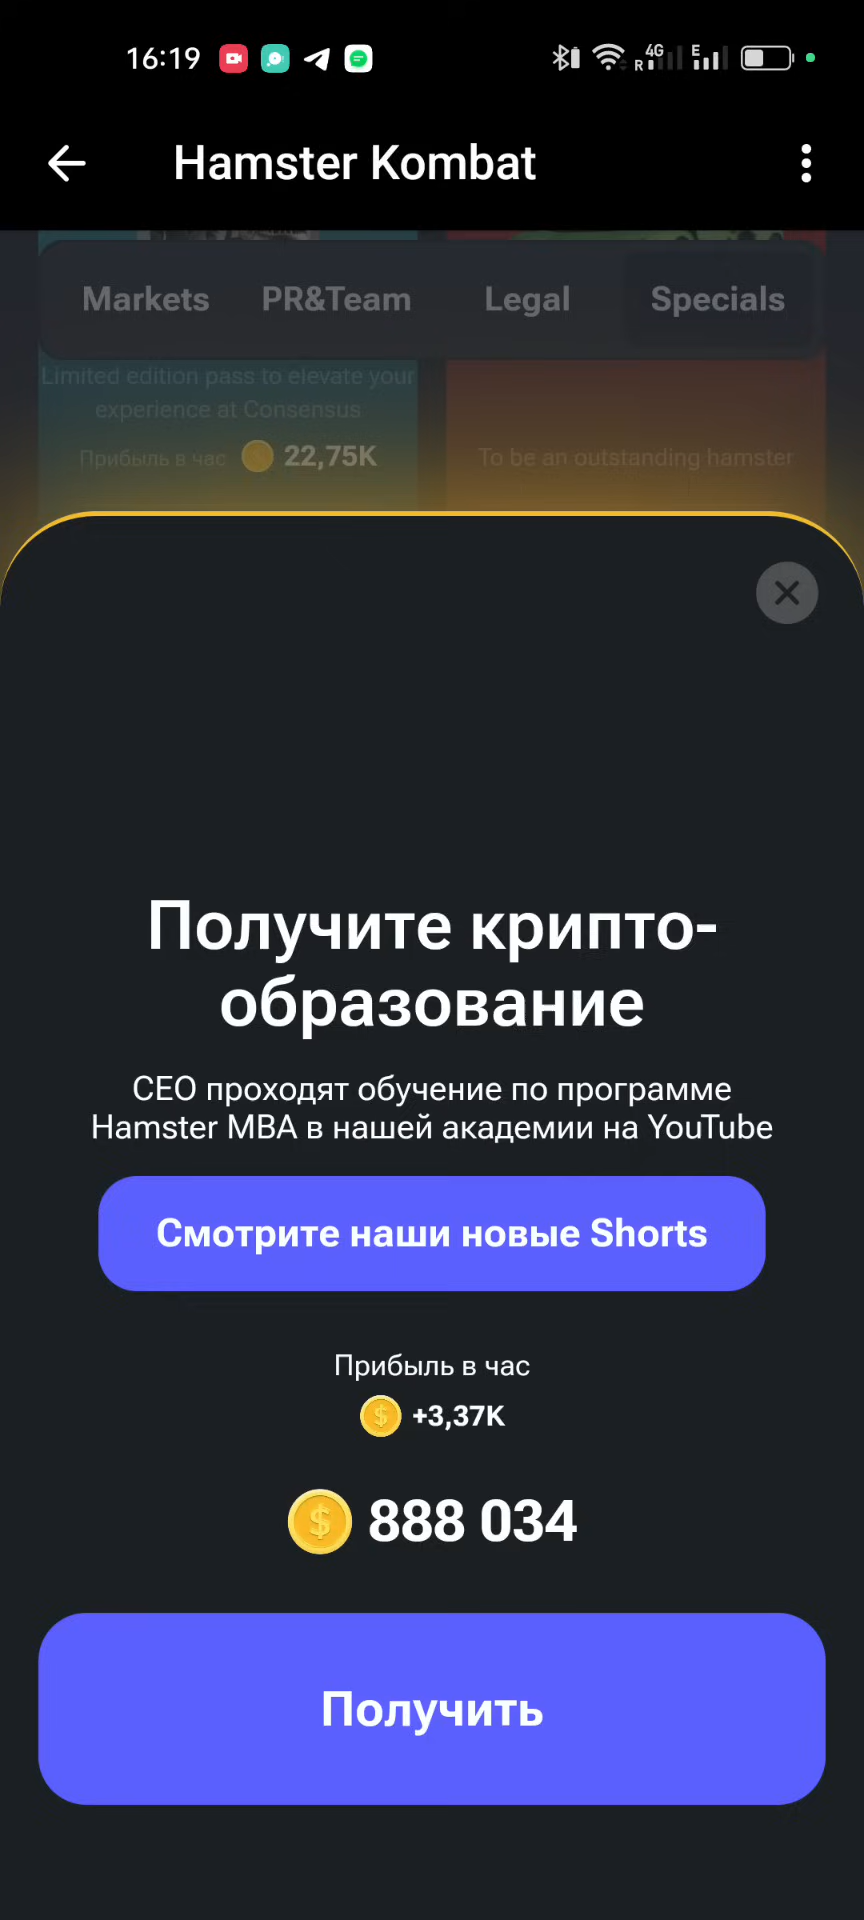 16:19
4G
R
E
Hamster Kombat
Markets PR&Team Legal Specials
Limited edition pass to elevate your
experience at Consensus
Прибыль в час 22,75K
To be an outstanding hamster
Получите крипто-
образование
CEO проходят обучение по программе
Hamster MBA в нашей академии на YouTube
Смотрите наши новые Shorts
Прибыль в час
+3,37K
888 034
Получить